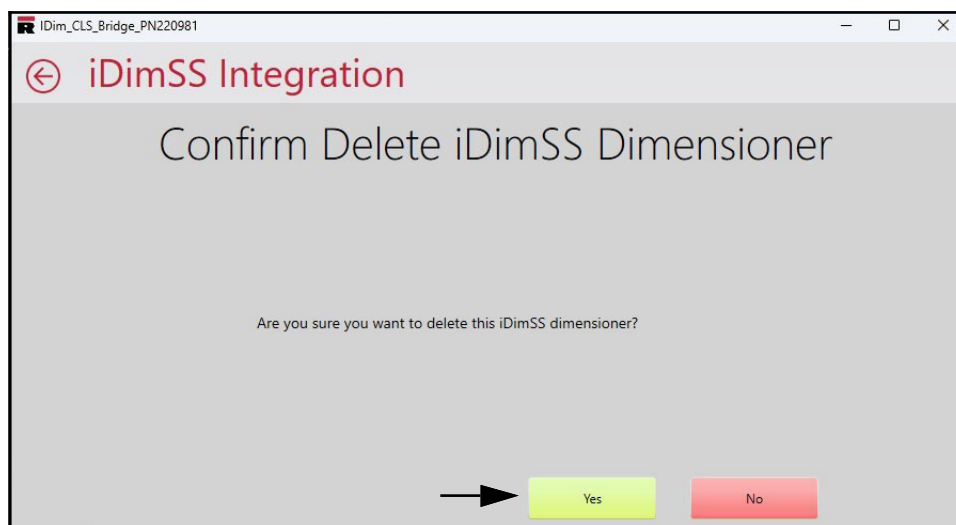 R IDim_CLS_Bridge_PN220981
iDimSS Integration
Confirm Delete iDimSS Dimensioner
Are you sure you want to delete this iDimSS dimensioner?
Yes
No